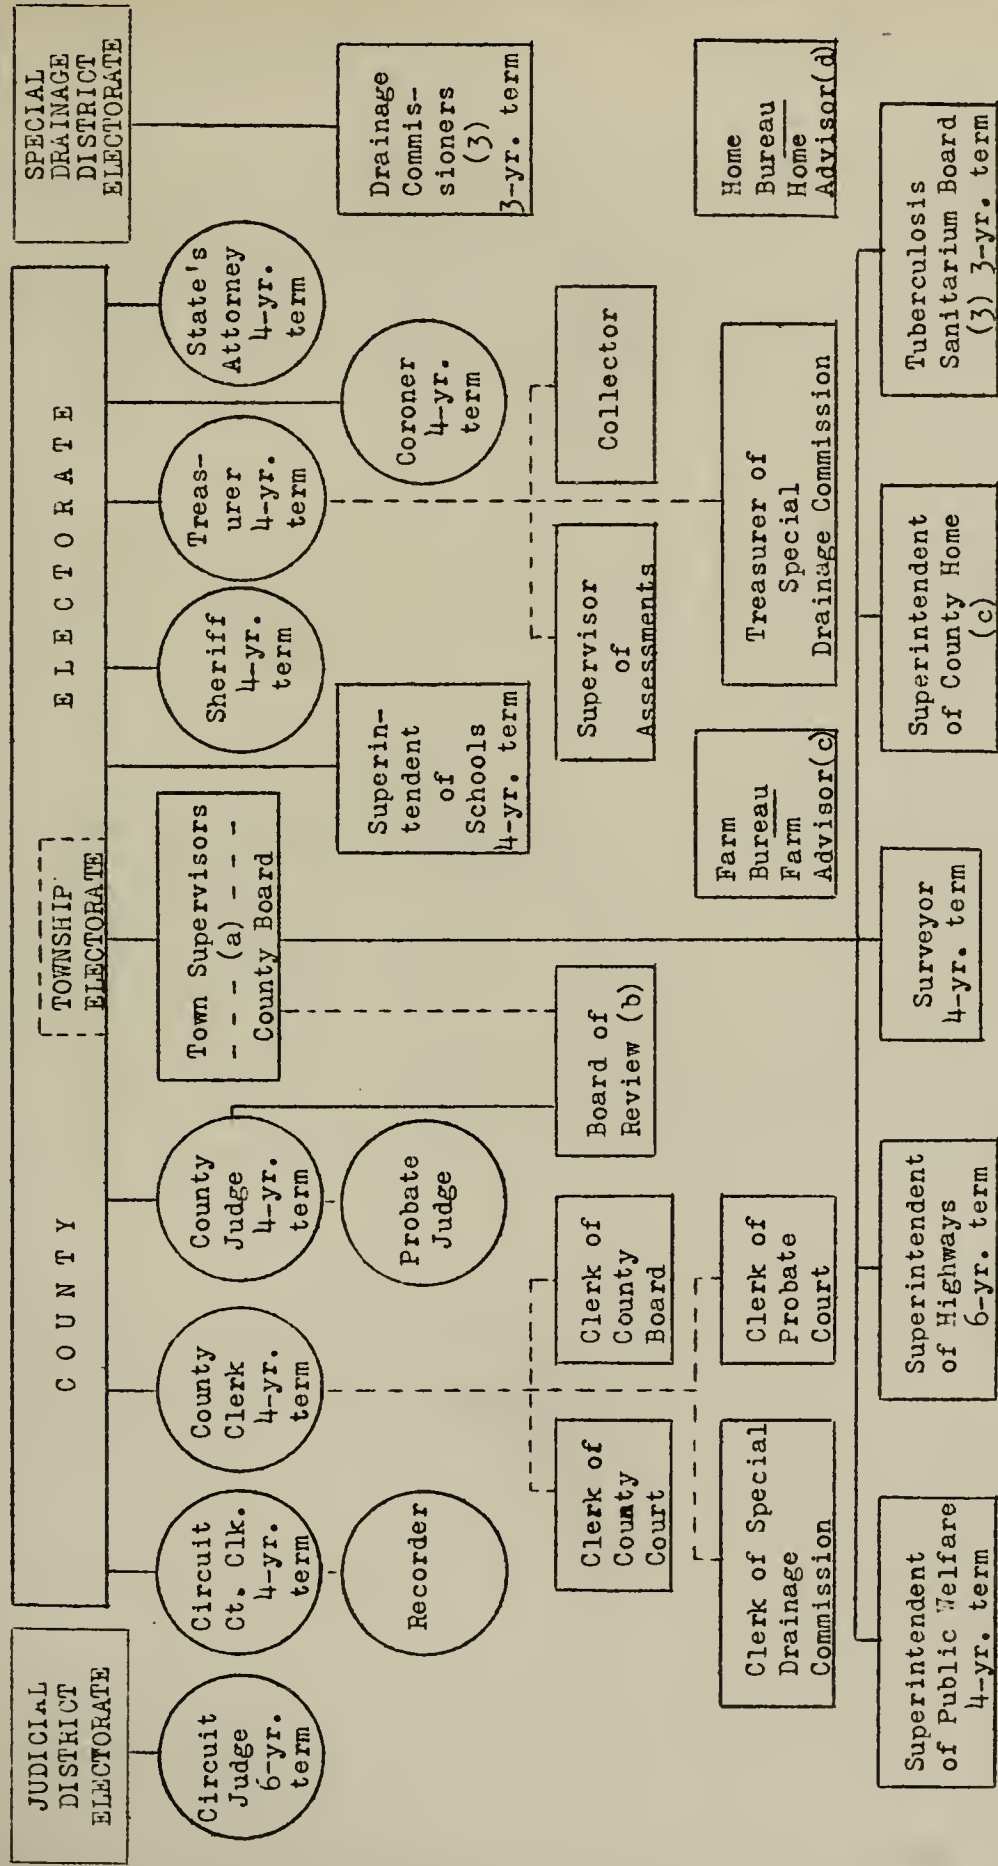 JUDICIAL
DISTRICT
ELECTORATE
COUNTY
TOWNSHIP
ELECTORATE
ELECTORATE
SPECIAL
DRAINAGE
DISTRICT
ELECTORATE
Circuit
Judge
6-yr.
term
Circuit
Ct. Clk.
4-yr.
term
County
Clerk
4-yr.
term
County
Judge
4-yr.
term
Town Supervisors
- - - (a) - - -
County Board
Sheriff
4-yr.
term
Treas-
urer
4-yr.
term
State's
Attorney
4-yr.
term
Recorder
Probate
Judge
Superin-
tendent
of
Schools
4-yr. term
Coroner
4-yr.
term
Drainage
Commis-
sioners
(3)
3-yr. term
Clerk of
County
Court
Clerk of
County
Board
Board of
Review (b)
Supervisor
of
Assessments
Collector
Clerk of Special
Drainage
Commission
Clerk of
Probate
Court
Farm
Bureau
Farm
Advisor(c)
Treasurer of
Special
Drainage Commission
Home
Bureau
Home
Advisor(d)
Superintendent
of Public Welfare
4-yr. term
Superintendent
of Highways
6-yr. term
Surveyor
4-yr. term
Superintendent
of County Home
(c)
Tuberculosis
Sanitarium Board
(3) 3-yr. term